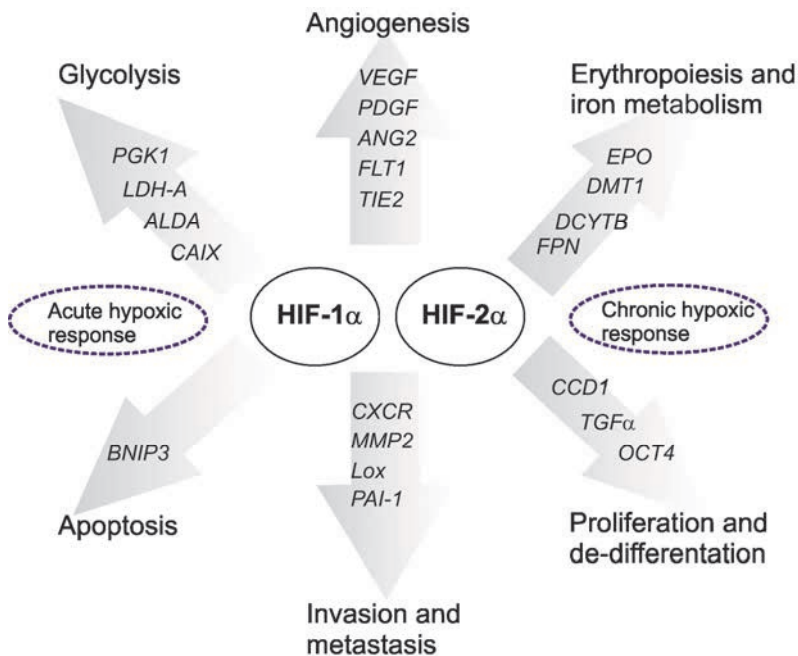 Angiogenesis
VEGF
PDGF
ANG2
FLT1
TIE2
Glycolysis
PGK1
LDH-A
ALDA
CAIX
Erythropoiesis and
iron metabolism
EPO
DMT1
DCYTB
FPN
Acute hypoxic
response
HIF-1α
HIF-2α
Chronic hypoxic
response
BNIP3
Apoptosis
CXCR
MMP2
Lox
PAI-1
Invasion and
metastasis
CCD1
TGFα
OCT4
Proliferation and
de-differentation